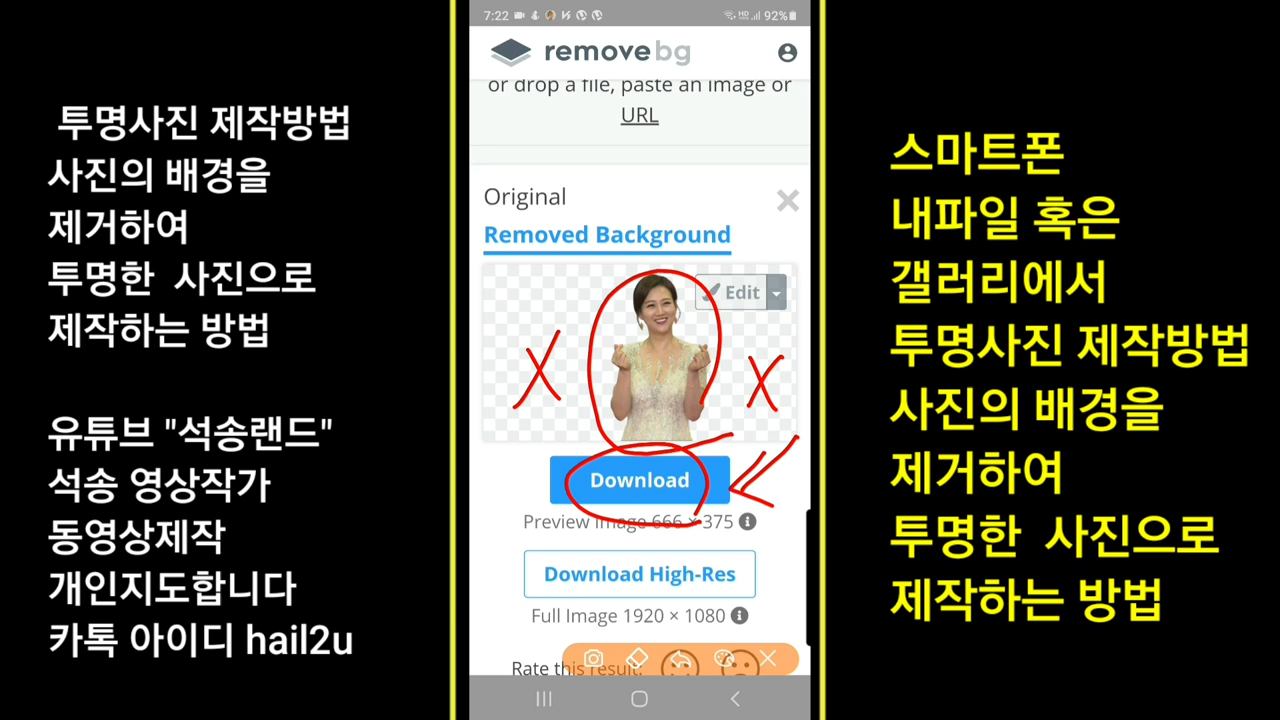 투명사진 제작방법
사진의 배경을
제거하여
투명한 사진으로
제작하는 방법
유튜브 "석송랜드"
석송 영상작가
동영상제작
개인지도합니다
카톡 아이디 hail2u
7:22
HD
92%
removebg
or drop a file, paste an image or
URL
Original
Removed Background
Edit
X
X
Download
Preview Image 666 × 375
Download High-Res
Full Image 1920 × 1080
Rate this result:
스마트폰
내파일 혹은
갤러리에서
투명사진 제작방법
사진의 배경을
제거하여
투명한 사진으로
제작하는 방법